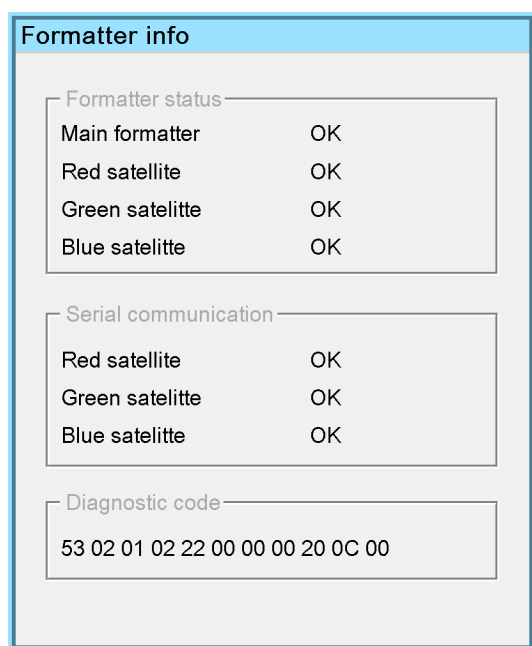 Formatter info
Formatter status
Main formatter OK
Red satellite OK
Green satelitte OK
Blue satelitte OK
Serial communication
Red satellite OK
Green satelitte OK
Blue satelitte OK
Diagnostic code
53 02 01 02 22 00 00 00 20 0C 00